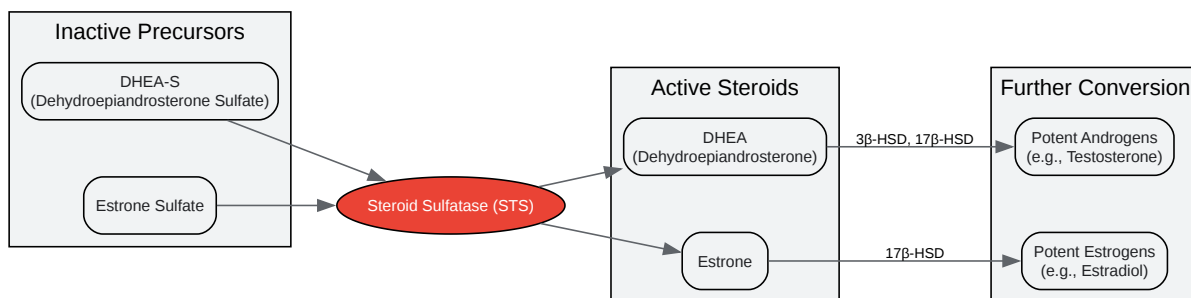 Inactive Precursors
DHEA-S
(Dehydroepiandrosterone Sulfate)
Estrone Sulfate
Steroid Sulfatase (STS)
Active Steroids
DHEA
(Dehydroepiandrosterone)
Estrone
3β-HSD, 17β-HSD
17β-HSD
Further Conversion
Potent Androgens
(e.g., Testosterone)
Potent Estrogens
(e.g., Estradiol)